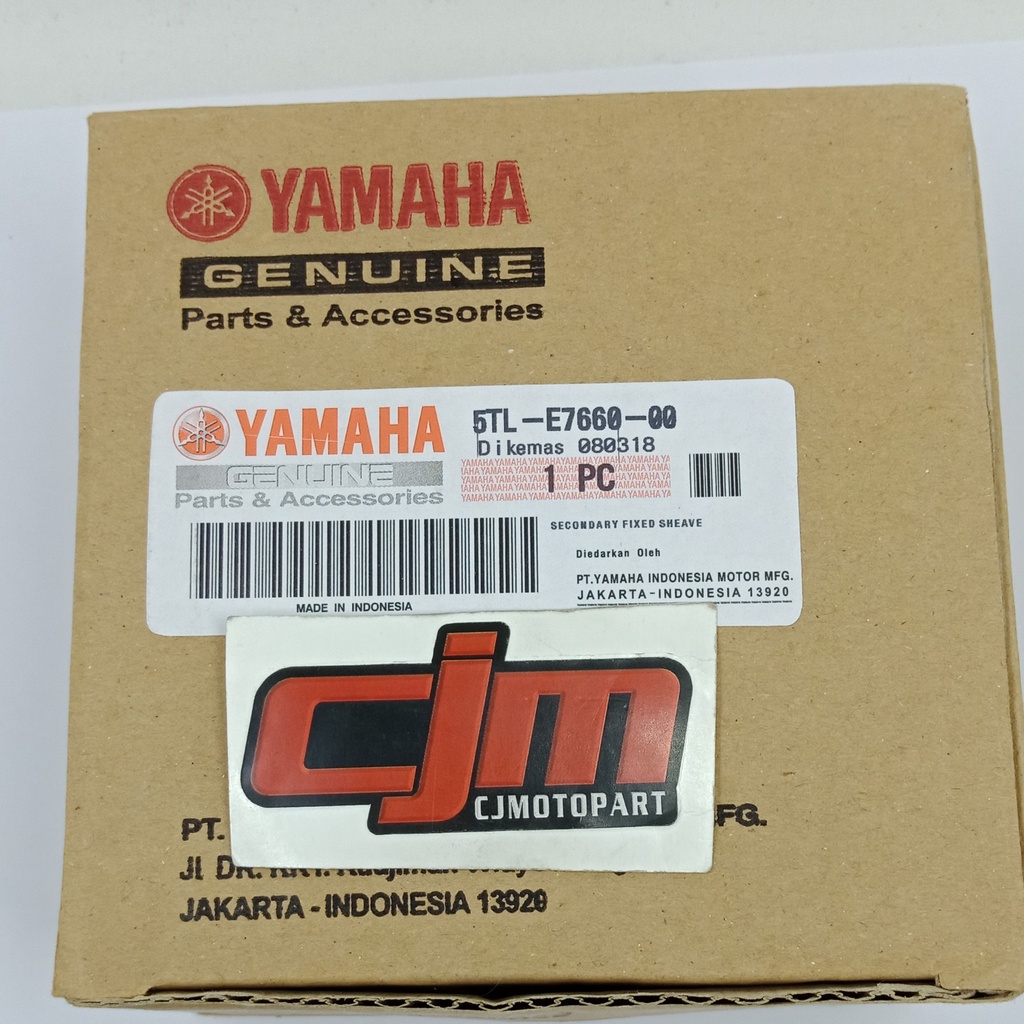 YAMAHA
GENUINE
Parts & Accessories
YAMAHA
GENUINE
Parts & Accessories
5TL-E7660-00
Dikemas 080318
1 PC
SECONDARY FIXED SHEAVE
Diedarkan Oleh
PT.YAMAHA INDONESIA MOTOR MFG.
JAKARTA-INDONESIA 13920
MADE IN INDONESIA
cjm
CJMOTOPART
PT. FG.
Jl DR.
JAKARTA - INDONESIA 13920